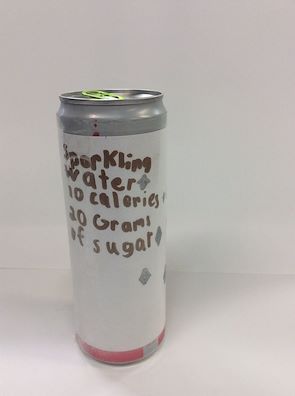 Sparkling
Water
10 calories
20 Grams
of sugar